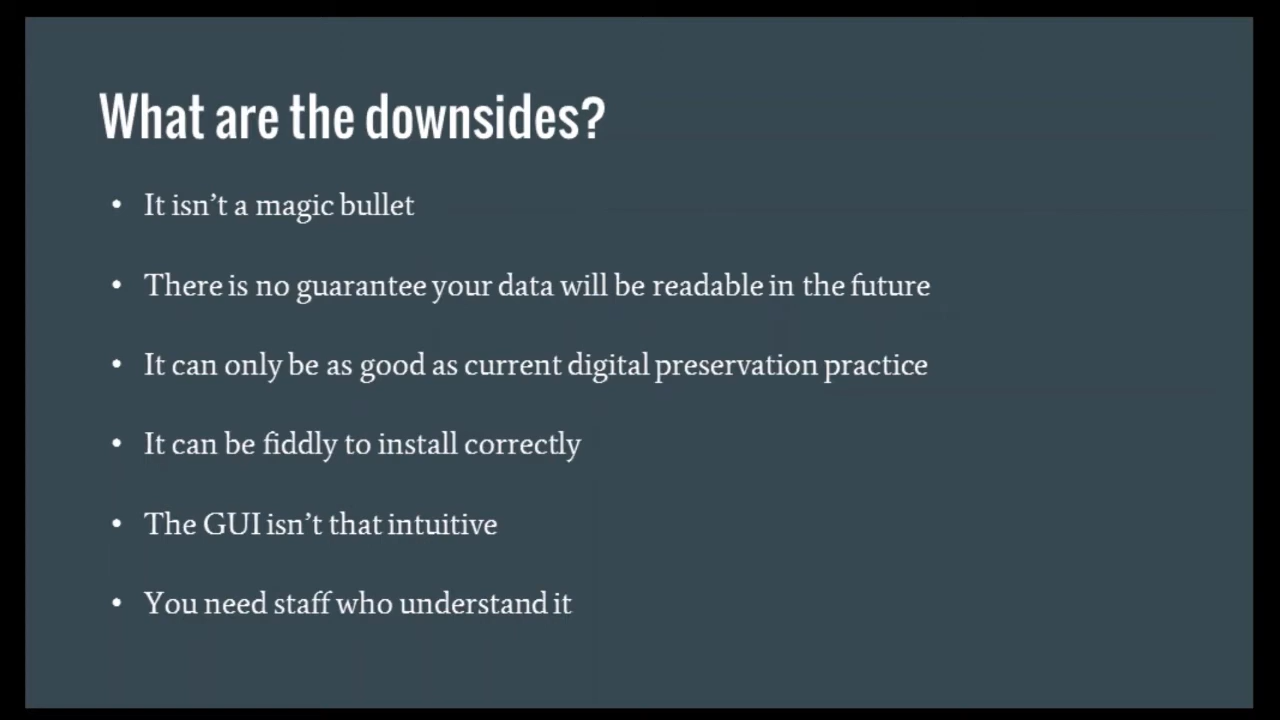 What are the downsides?
• It isn’t a magic bullet
• There is no guarantee your data will be readable in the future
• It can only be as good as current digital preservation practice
• It can be fiddly to install correctly
• The GUI isn’t that intuitive
• You need staff who understand it